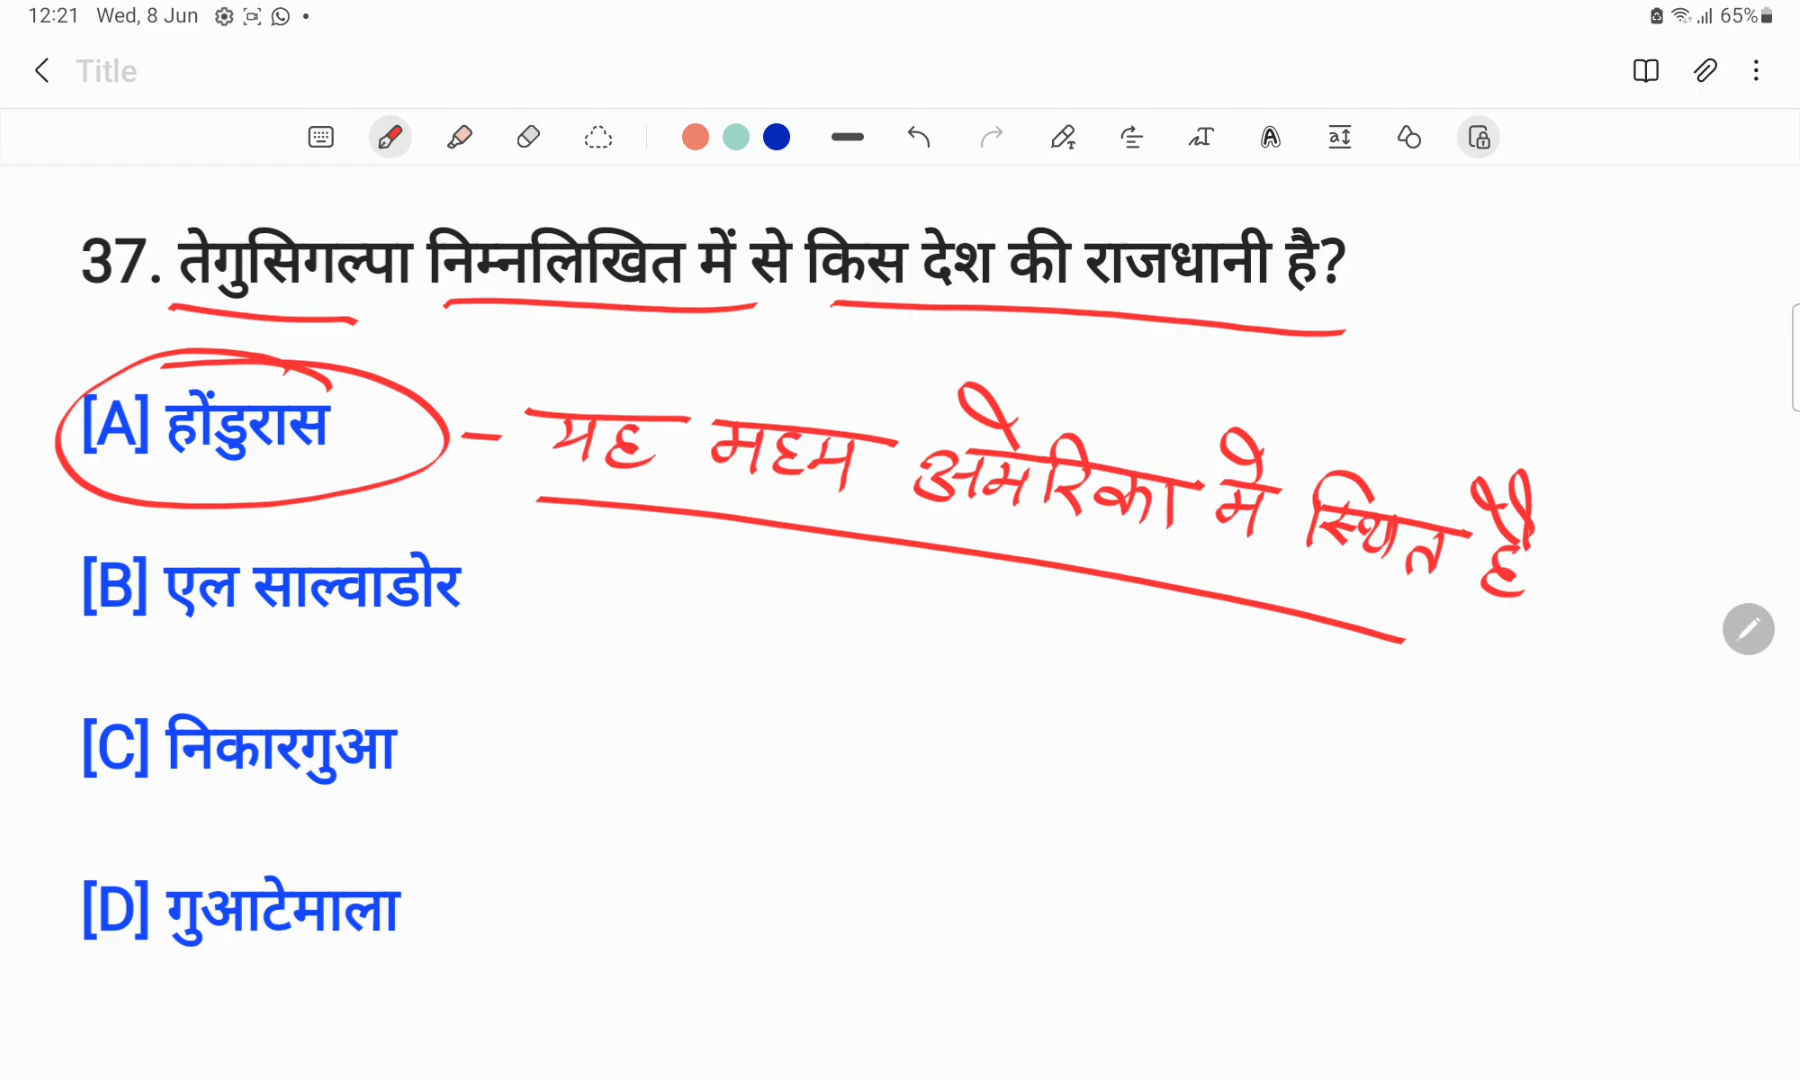 12:21 Wed, 8 Jun 65%
Title
37. तेगुसिगल्पा निम्नलिखित में से किस देश की राजधानी है?
[A] होंडुरास - यह मध्य अमेरिका मे स्थित है
[B] एल साल्वाडोर
[C] निकारगुआ
[D] गुआटेमाला